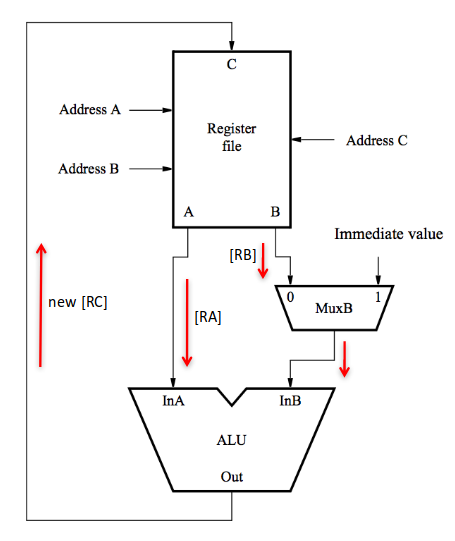 C
Address A
Register
file
Address C
Address B
A
B
Immediate value
[RB]
0
1
MuxB
new [RC]
[RA]
InA
InB
ALU
Out